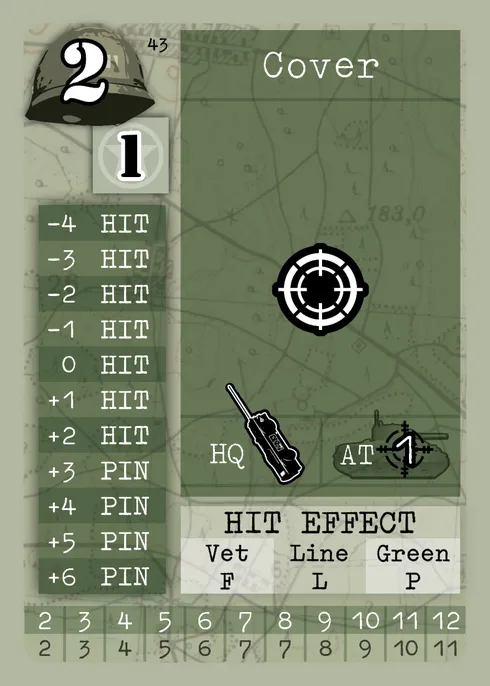 2
43
Cover
1
-4 HIT
-3 HIT
-2 HIT
-1 HIT
0 HIT
+1 HIT
+2 HIT
+3 PIN
+4 PIN
+5 PIN
+6 PIN
183,0
HQ
AT 1
HIT EFFECT
Vet Line Green
F L P
2 3 4 5 6 7 8 9 10 11 12
2 3 4 5 6 7 7 8 9 10 11